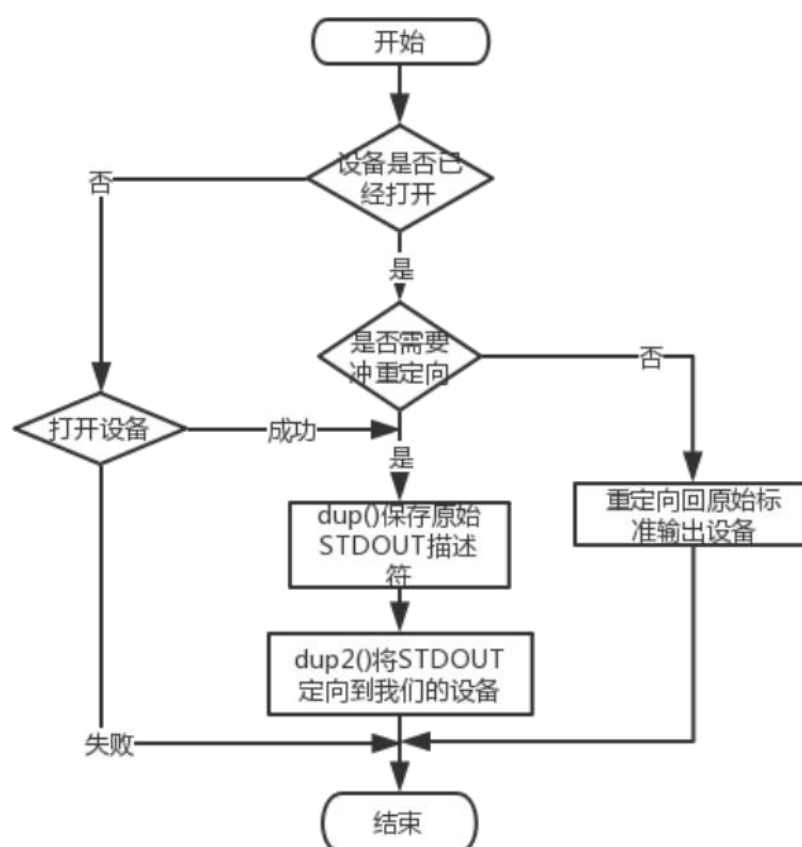 开始
设备是否已
经打开
否
是
是否需要
冲重定向
否
打开设备
成功
是
dup()保存原始
STDOUT描述
符
重定向回原始标
准输出设备
dup2()将STDOUT
定向到我们的设备
失败
结束